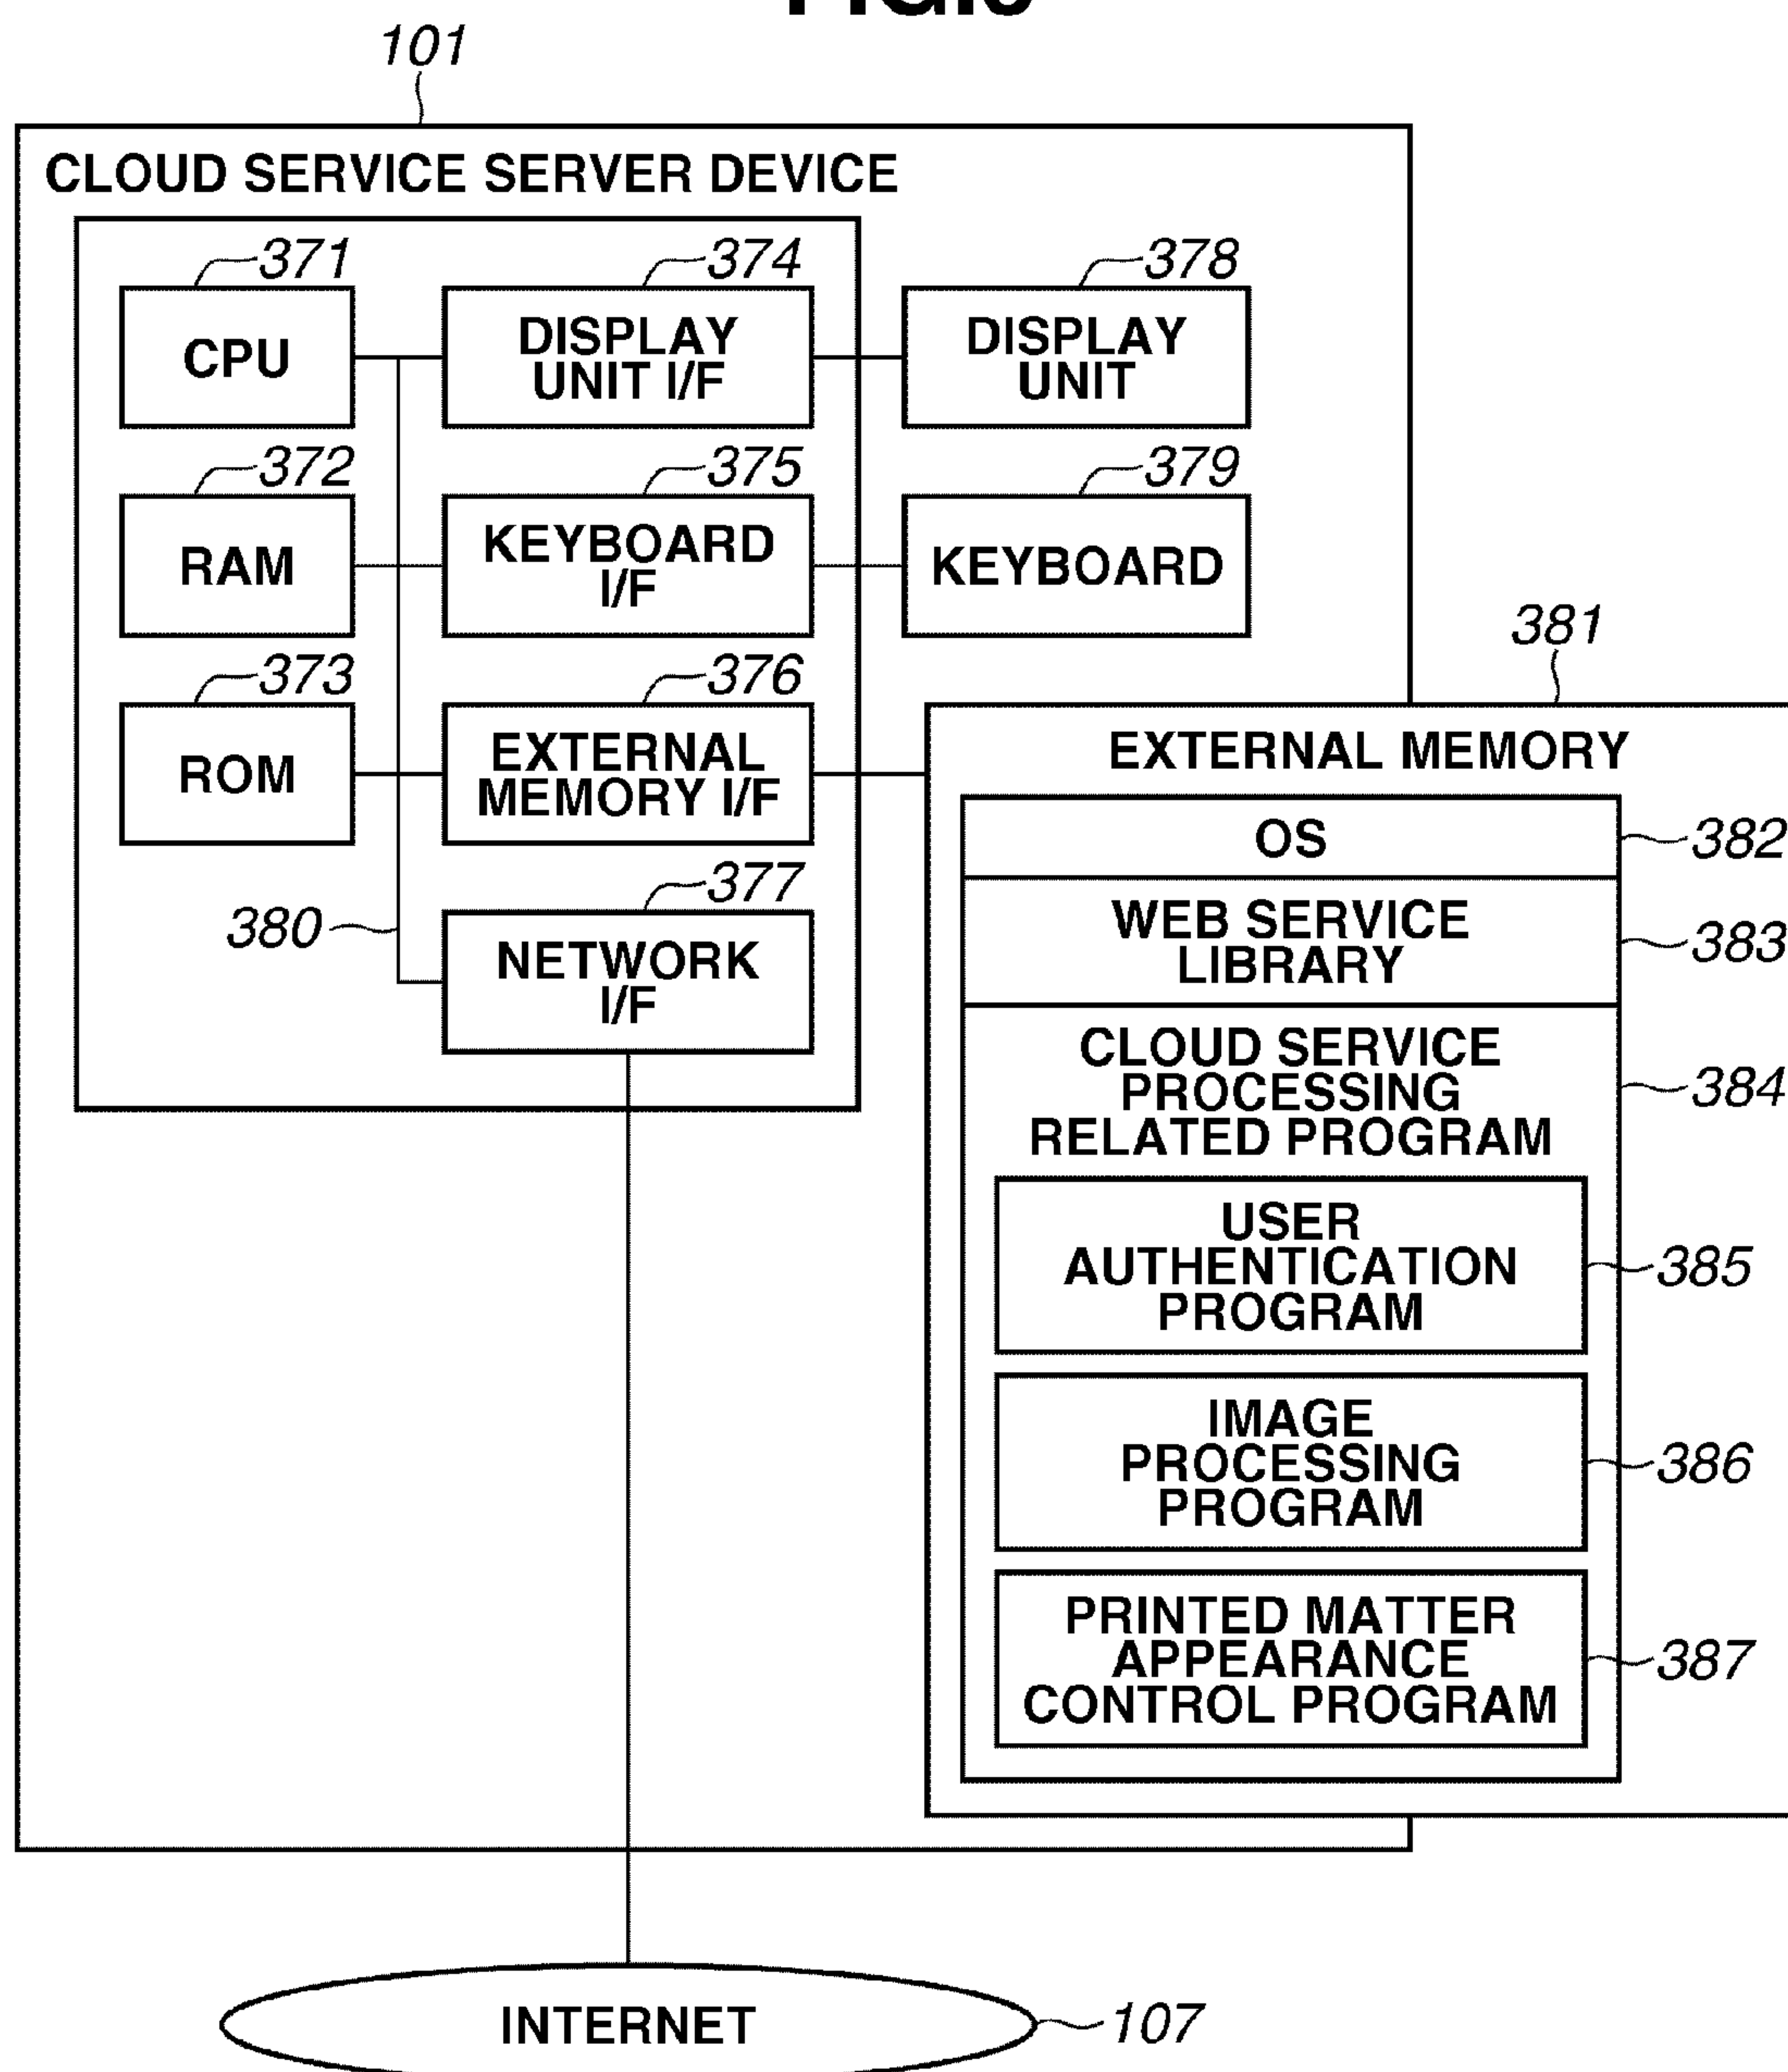 101
CLOUD SERVICE SERVER DEVICE
371
374
378
CPU
DISPLAY
UNIT I/F
DISPLAY
UNIT
372
375
379
RAM
KEYBOARD
I/F
KEYBOARD
381
373
376
ROM
EXTERNAL
MEMORY I/F
EXTERNAL MEMORY
OS
382
377
380
NETWORK
I/F
WEB SERVICE
LIBRARY
383
CLOUD SERVICE
PROCESSING
RELATED PROGRAM
384
USER
AUTHENTICATION
PROGRAM
385
IMAGE
PROCESSING
PROGRAM
386
PRINTED MATTER
APPEARANCE
CONTROL PROGRAM
387
INTERNET
107